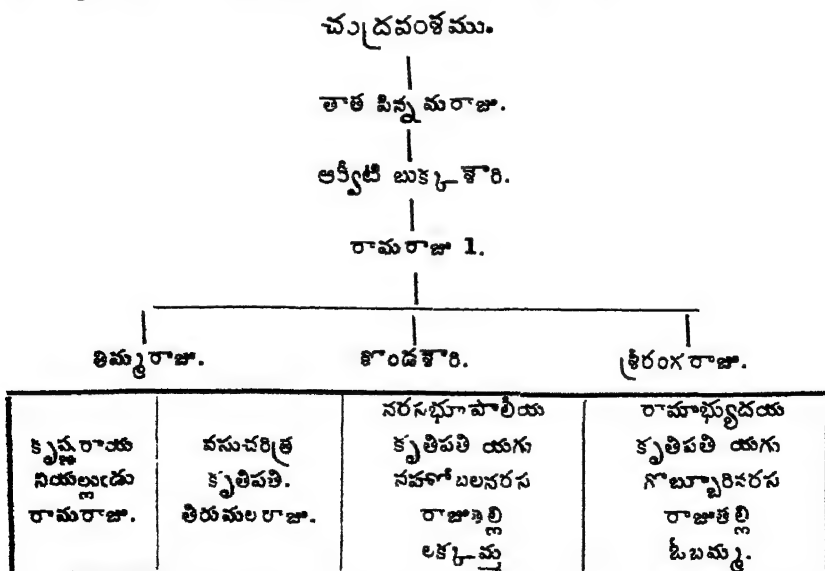 చంద్రవంశము.
తాత పిన్నమరాజు.
ఆర్వీటి బుక్కశౌరి.
రామరాజు 1.
తిమ్మరాజు. కొండశౌరి. శ్రీరంగరాజు.
నరసభూపాలీయ రామాభ్యుదయ
కృష్ణరాయ వసుచరిత్ర కృతిపతి యగు కృతిపతి యగు
నియల్లుఁడు కృతిపతి. నహోబలనరస గొబ్బూరినరస
రామరాజు. తిరుమలరాజు. రాజుతల్లి రాజుతల్లి
లక్కమ్మ ఓబమ్మ.